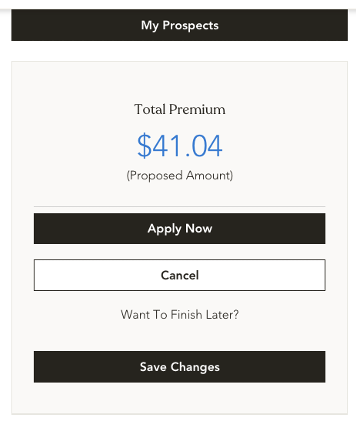 My Prospects
Total Premium
$41.04
(Proposed Amount)
Apply Now
Cancel
Want To Finish Later?
Save Changes